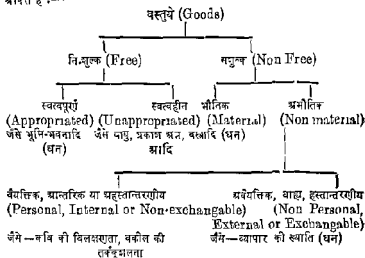 वस्तुयें (Goods)
निःशुल्क (Free) सशुल्क (Non Free)
स्वत्वपूर्ण स्वत्वहीन भौतिक अभौतिक
(Appropriated) (Unappropriated) (Material) (Non material)
जैसे भूमि-भवनादि जैसे वायु, प्रकाश अन्न, वस्त्रादि (धन)
(धन) आदि
वैयक्तिक, आन्तरिक या अहस्तान्तरणीय अवैयक्तिक, वाह्य, हस्तान्तरणीय
(Personal, Internal or Non-exchangable) (Non Personal,
External or Exchangable)
जैसे—कवि की विलक्षणता, वकील की जैसे—व्यापार की ख्याति (धन)
तर्ककुशलता